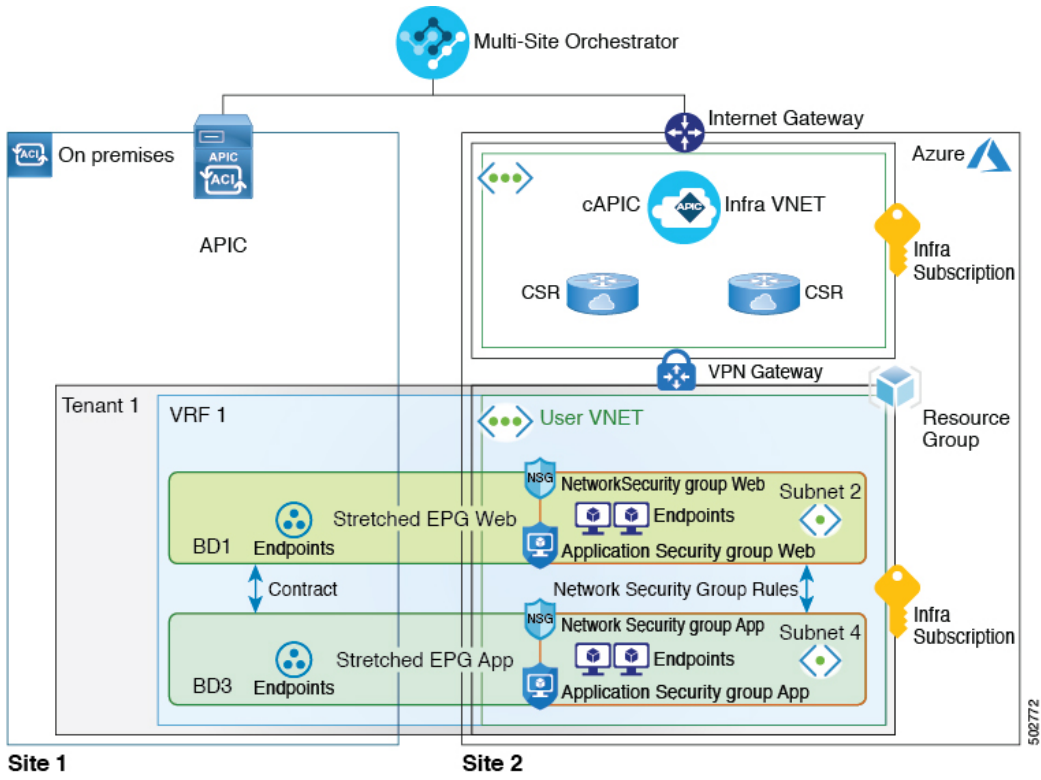 Multi-Site Orchestrator
Internet Gateway
ACI
On premises
APIC
ACI
APIC
Azure
cAPIC
APIC
Infra VNET
CSR
CSR
Infra
Subscription
VPN Gateway
Tenant 1
VRF 1
User VNET
Resource
Group
NSG
NetworkSecurity group Web
Subnet 2
Stretched EPG Web
Endpoints
BD1
Endpoints
Application Security group Web
Contract
Network Security Group Rules
NSG
Network Security group App
Subnet 4
Infra
Subscription
Stretched EPG App
Endpoints
BD3
Endpoints
Application Security group App
502772
Site 1
Site 2